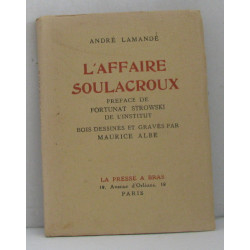 ANDRÉ LAMANDÉ
L'AFFAIRE
SOULACROUX
PRÉFACE DE
FORTUNAT STROWSKI
DE L'INSTITUT
BOIS DESSINÉS ET GRAVÉS PAR
MAURICE ALBE
LA PRESSE A BRAS
18, Avenue d'Orléans, 18
PARIS